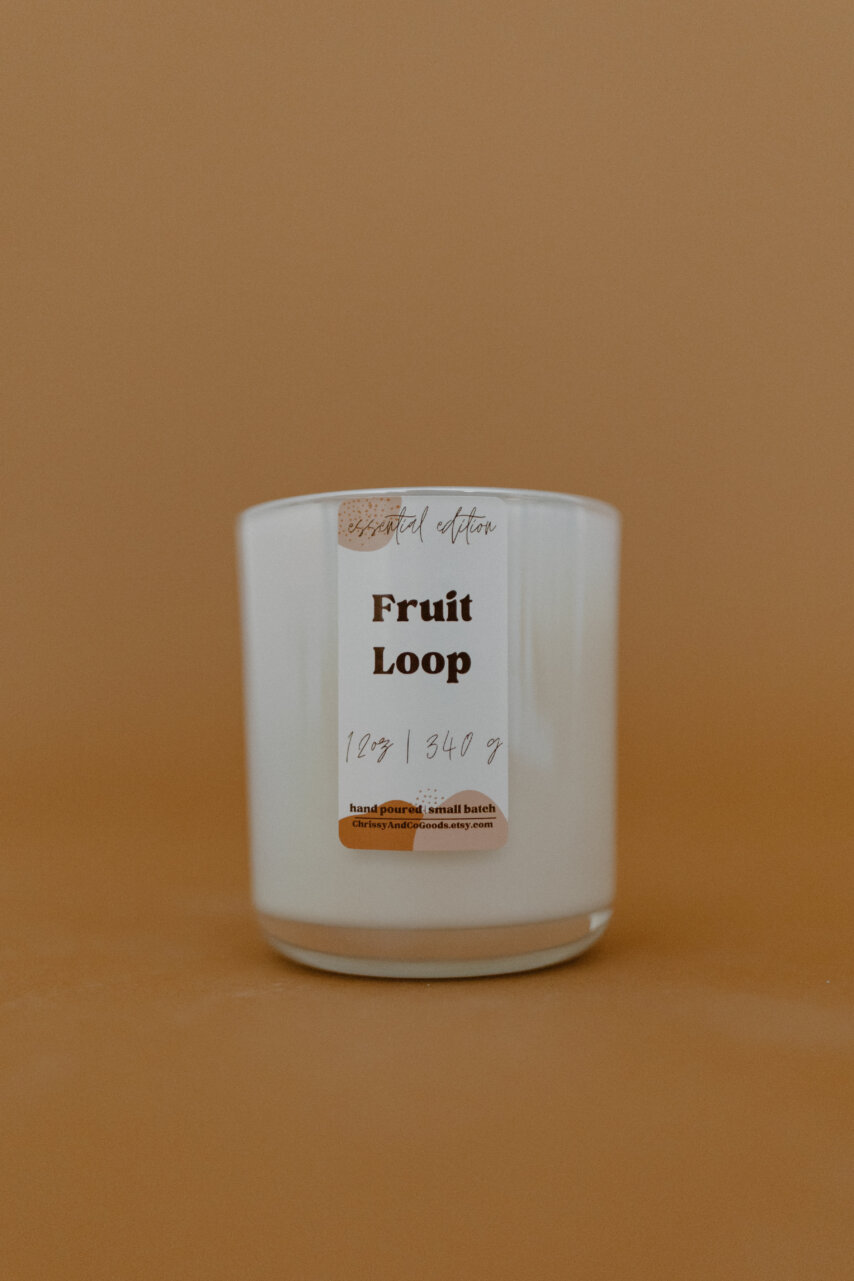 essential edition
Fruit
Loop
12oz | 340 g
hand poured | small batch
ChrissyAndCoGoods.etsy.com